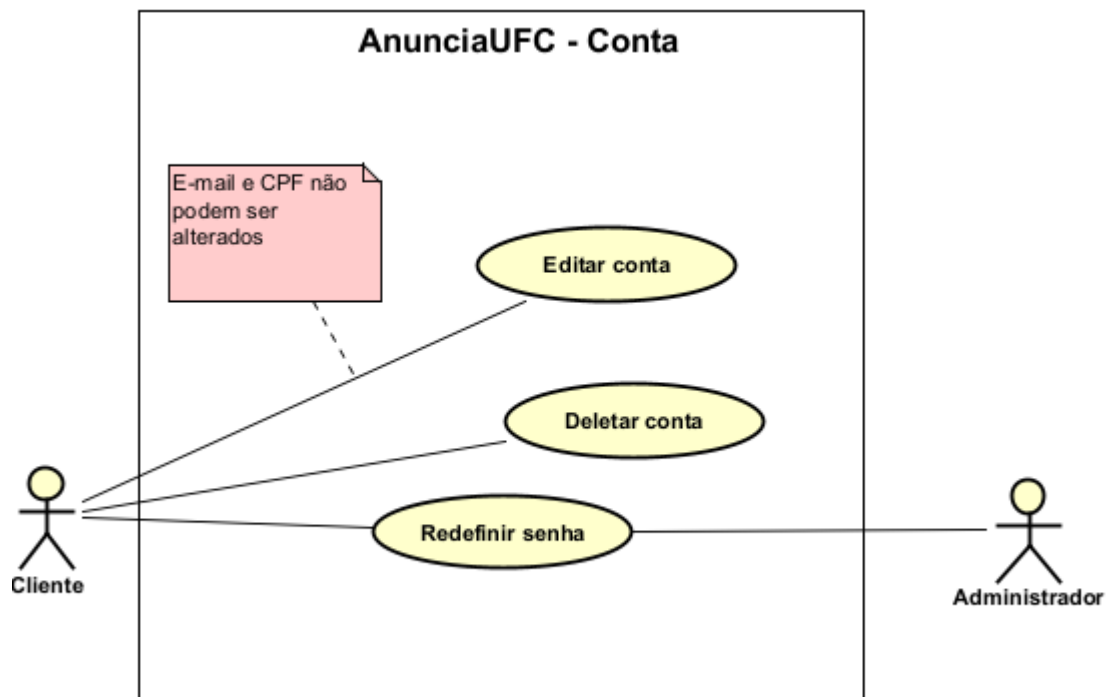 AnunciaUFC - Conta
E-mail e CPF não
podem ser
alterados
Editar conta
Deletar conta
Redefinir senha
Cliente
Administrador